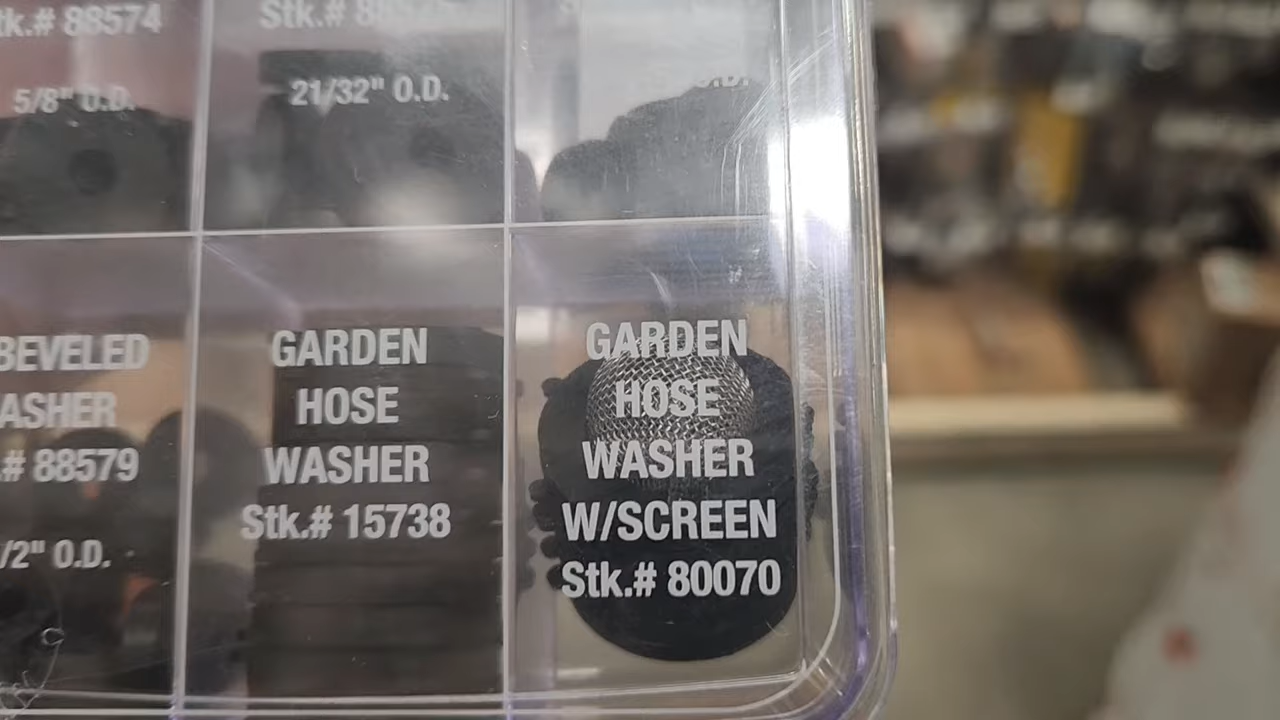 tk.# 88574
Stk.#
5/8" O.D.
21/32" O.D.
O.D.
BEVELED
ASHER
.# 88579
/2" O.D.
GARDEN
HOSE
WASHER
Stk.# 15738
GARDEN
HOSE
WASHER
W/SCREEN
Stk.# 80070